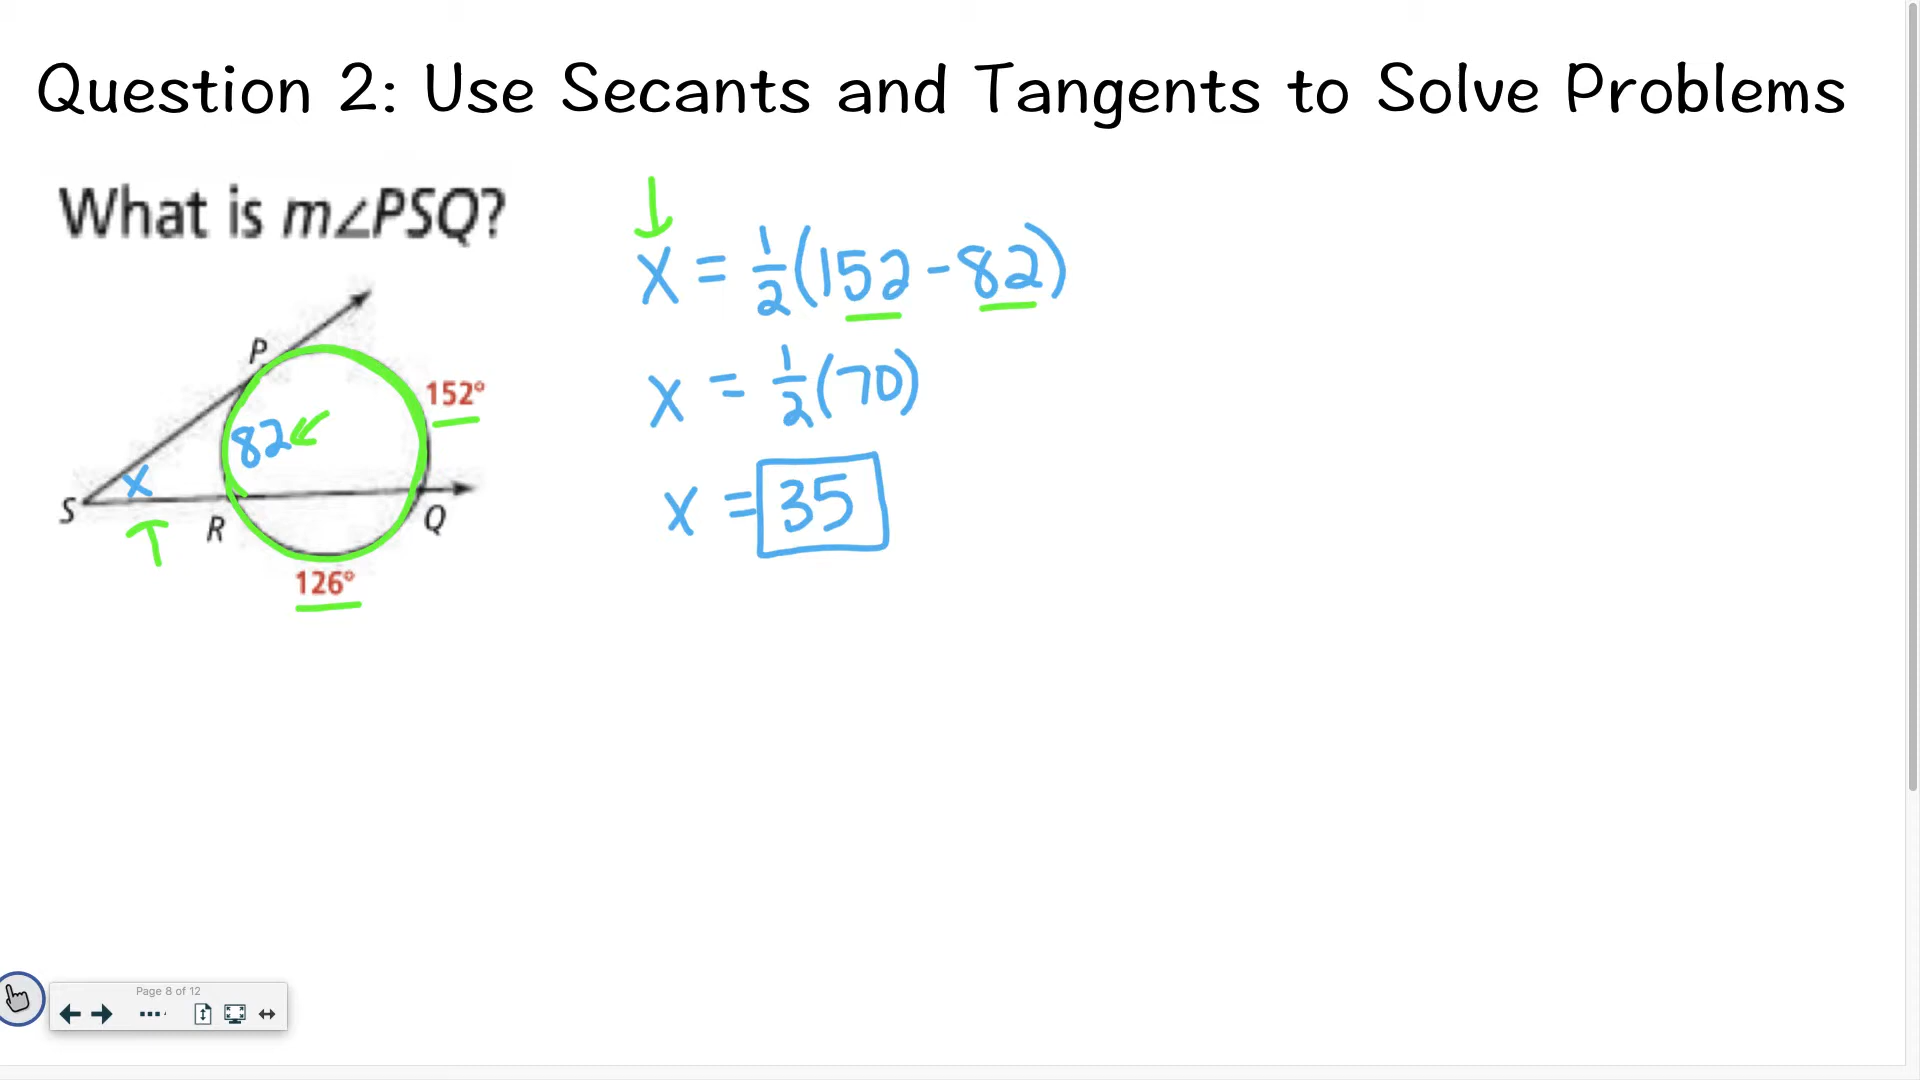 Question 2: Use Secants and Tangents to Solve Problems
What is m∠PSQ?
x = 1/2(152 - 82)
x = 1/2(70)
x = 35
P
152°
82
x
S
R
Q
126°
Page 8 of 12